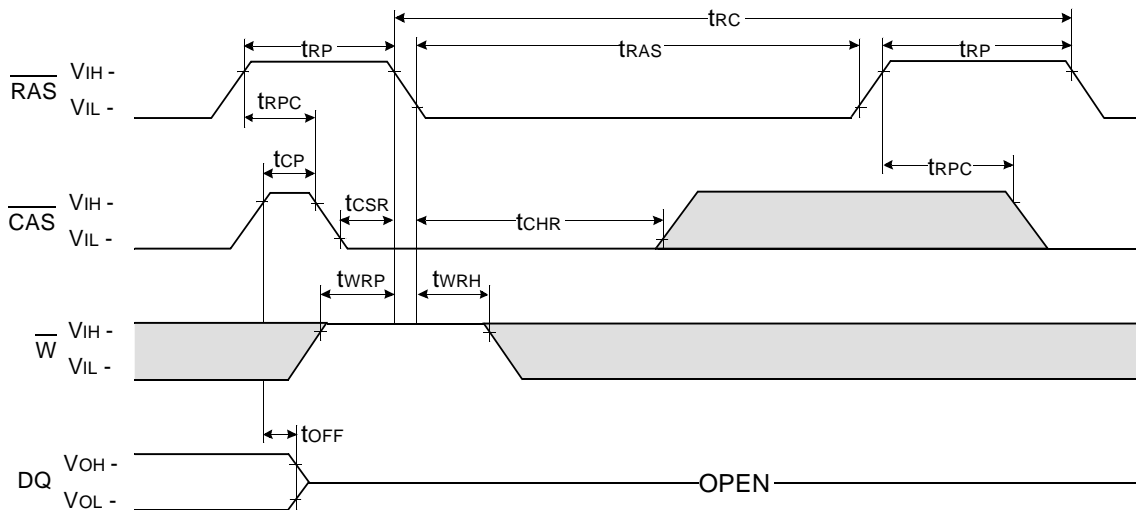 tRC
tRP
tRAS
tRP
RAS
VIH -
VIL -
tRPC
tCP
tRPC
CAS
VIH -
VIL -
tCSR
tCHR
tWRP
tWRH
W
VIH -
VIL -
tOFF
DQ
VOH -
VOL -
OPEN